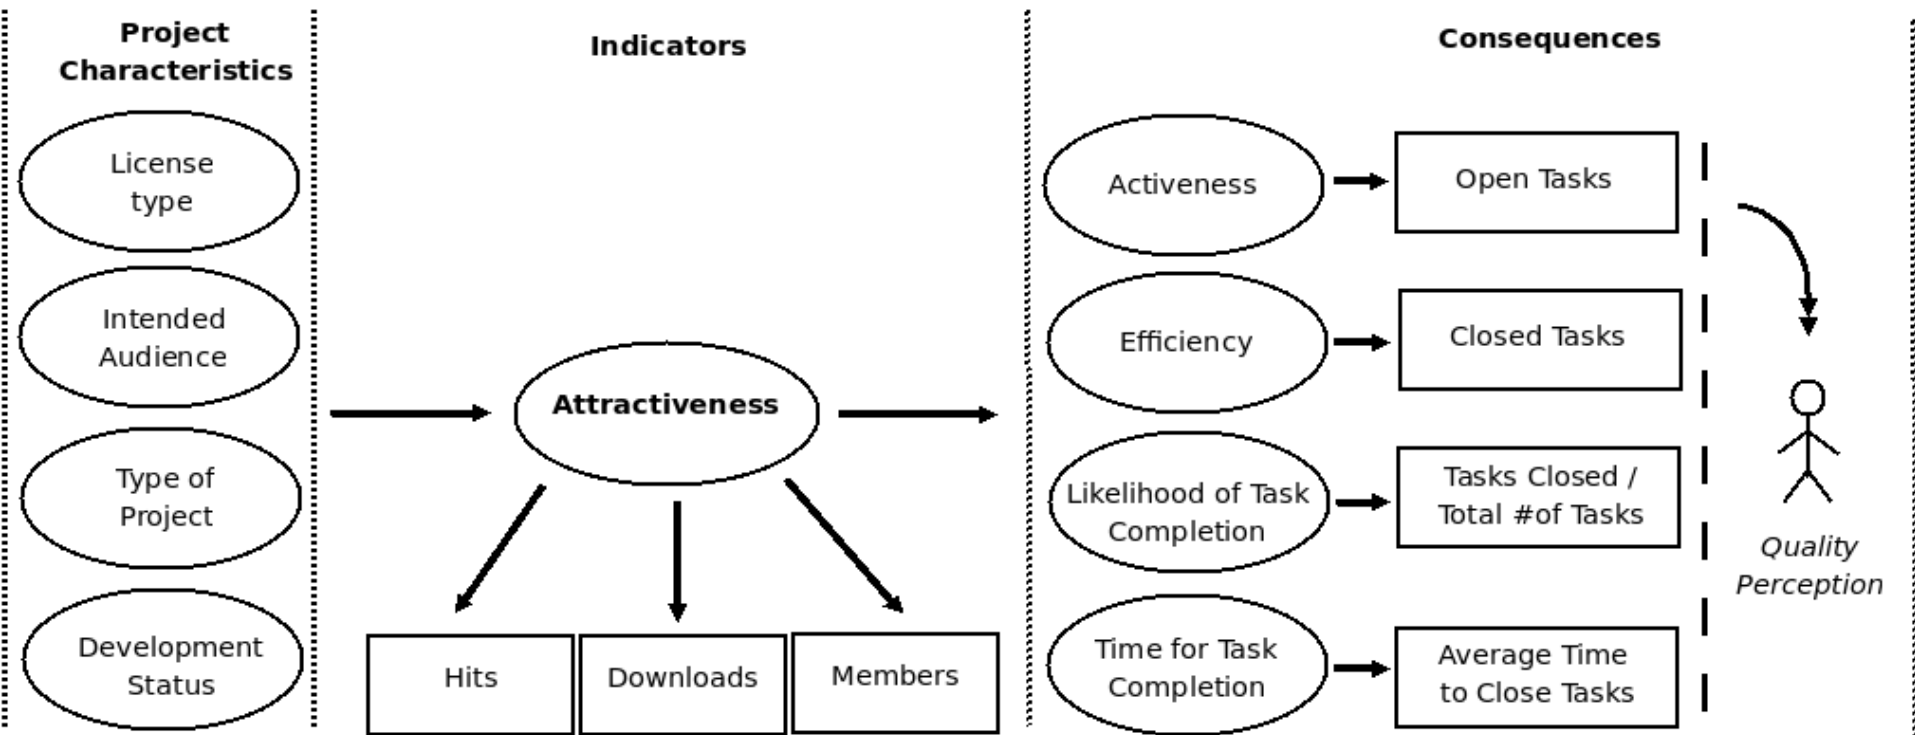 Project
Characteristics
License
type
Intended
Audience
Type of
Project
Development
Status
Indicators
Attractiveness
Hits
Downloads
Members
Consequences
Activeness
Open Tasks
Efficiency
Closed Tasks
Likelihood of Task
Completion
Tasks Closed /
Total #of Tasks
Time for Task
Completion
Average Time
to Close Tasks
Quality
Perception